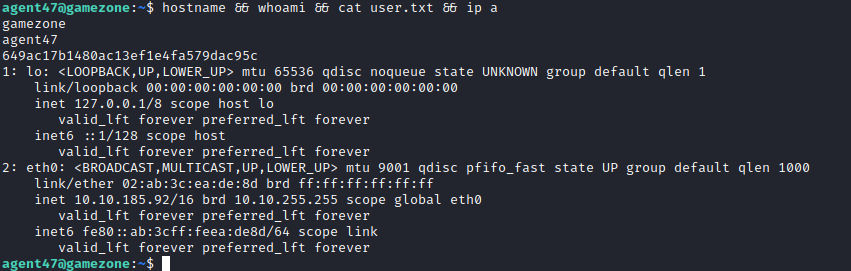 agent47@gamezone:~$ hostname && whoami && cat user.txt && ip a
gamezone
agent47
649ac17b1480ac13ef1e4fa579dac95c
1: lo: <LOOPBACK,UP,LOWER_UP> mtu 65536 qdisc noqueue state UNKNOWN group default qlen 1
    link/loopback 00:00:00:00:00:00 brd 00:00:00:00:00:00
    inet 127.0.0.1/8 scope host lo
       valid_lft forever preferred_lft forever
    inet6 ::1/128 scope host
       valid_lft forever preferred_lft forever
2: eth0: <BROADCAST,MULTICAST,UP,LOWER_UP> mtu 9001 qdisc pfifo_fast state UP group default qlen 1000
    link/ether 02:ab:3c:ea:de:8d brd ff:ff:ff:ff:ff:ff
    inet 10.10.185.92/16 brd 10.10.255.255 scope global eth0
       valid_lft forever preferred_lft forever
    inet6 fe80::ab:3cff:feea:de8d/64 scope link
       valid_lft forever preferred_lft forever
agent47@gamezone:~$